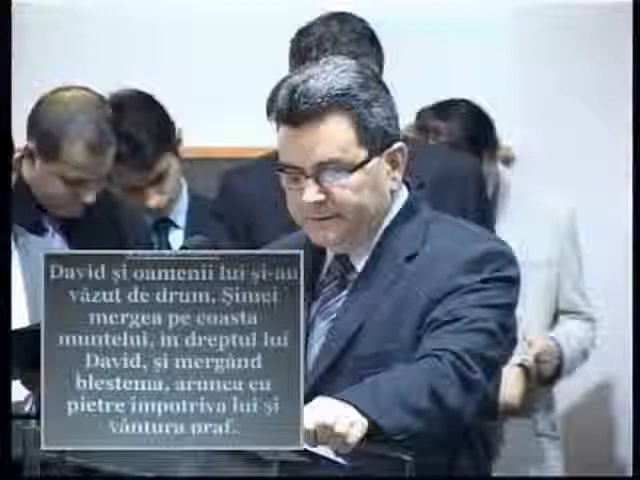 David și oamenii lui și-au
văzut de drum. Șimei
mergea pe coasta
muntelui, în dreptul lui
David, și mergând
blestema, arunca cu
pietre împotriva lui și
vântura praf.